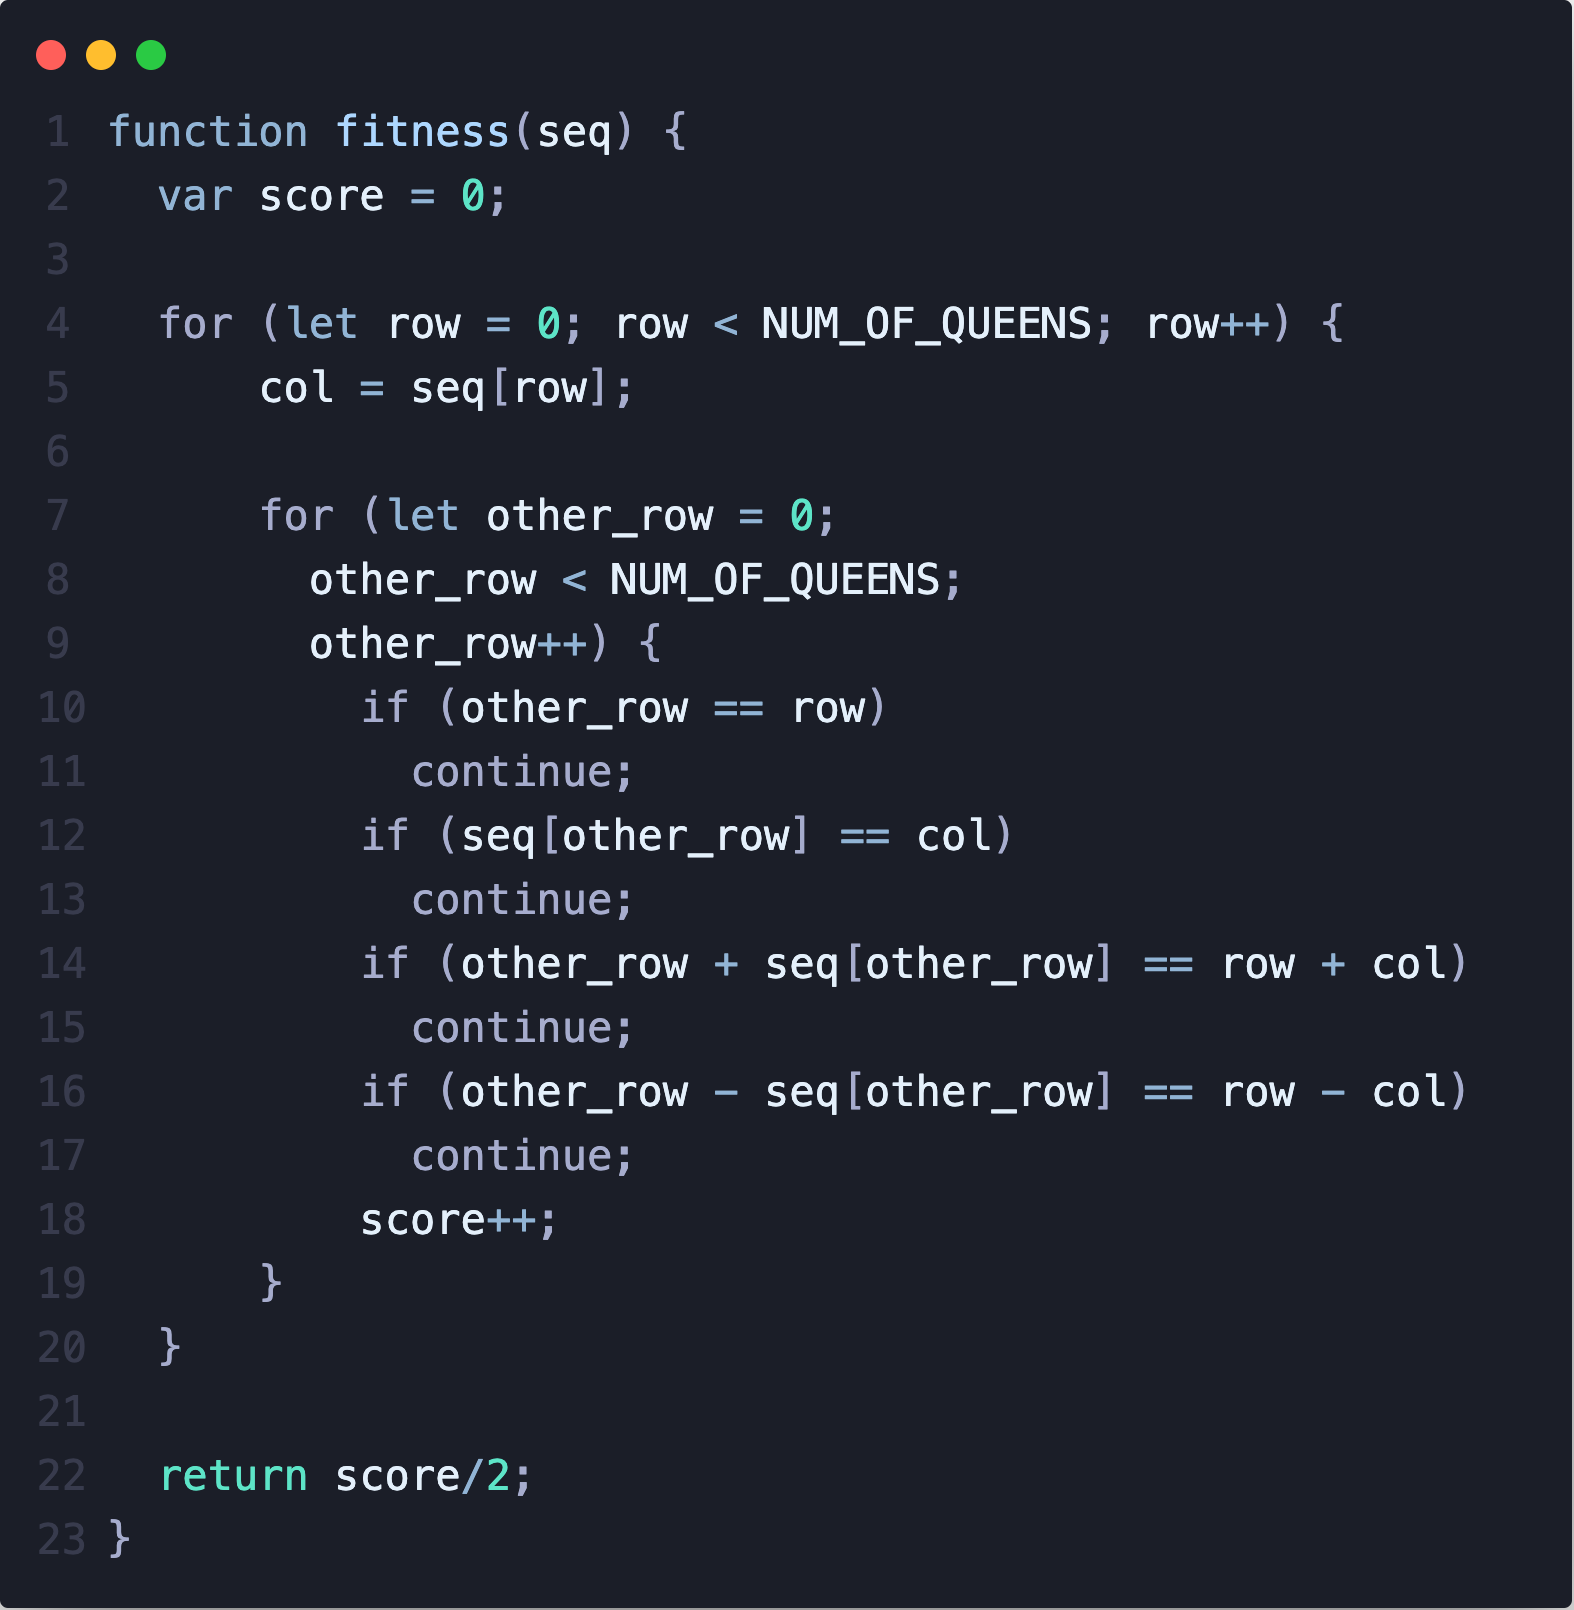 1 function fitness(seq) {
2   var score = 0;
3
4   for (let row = 0; row < NUM_OF_QUEENS; row++) {
5       col = seq[row];
6
7       for (let other_row = 0;
8         other_row < NUM_OF_QUEENS;
9         other_row++) {
10           if (other_row == row)
11             continue;
12           if (seq[other_row] == col)
13             continue;
14           if (other_row + seq[other_row] == row + col)
15             continue;
16           if (other_row - seq[other_row] == row - col)
17             continue;
18           score++;
19       }
20   }
21
22   return score/2;
23 }